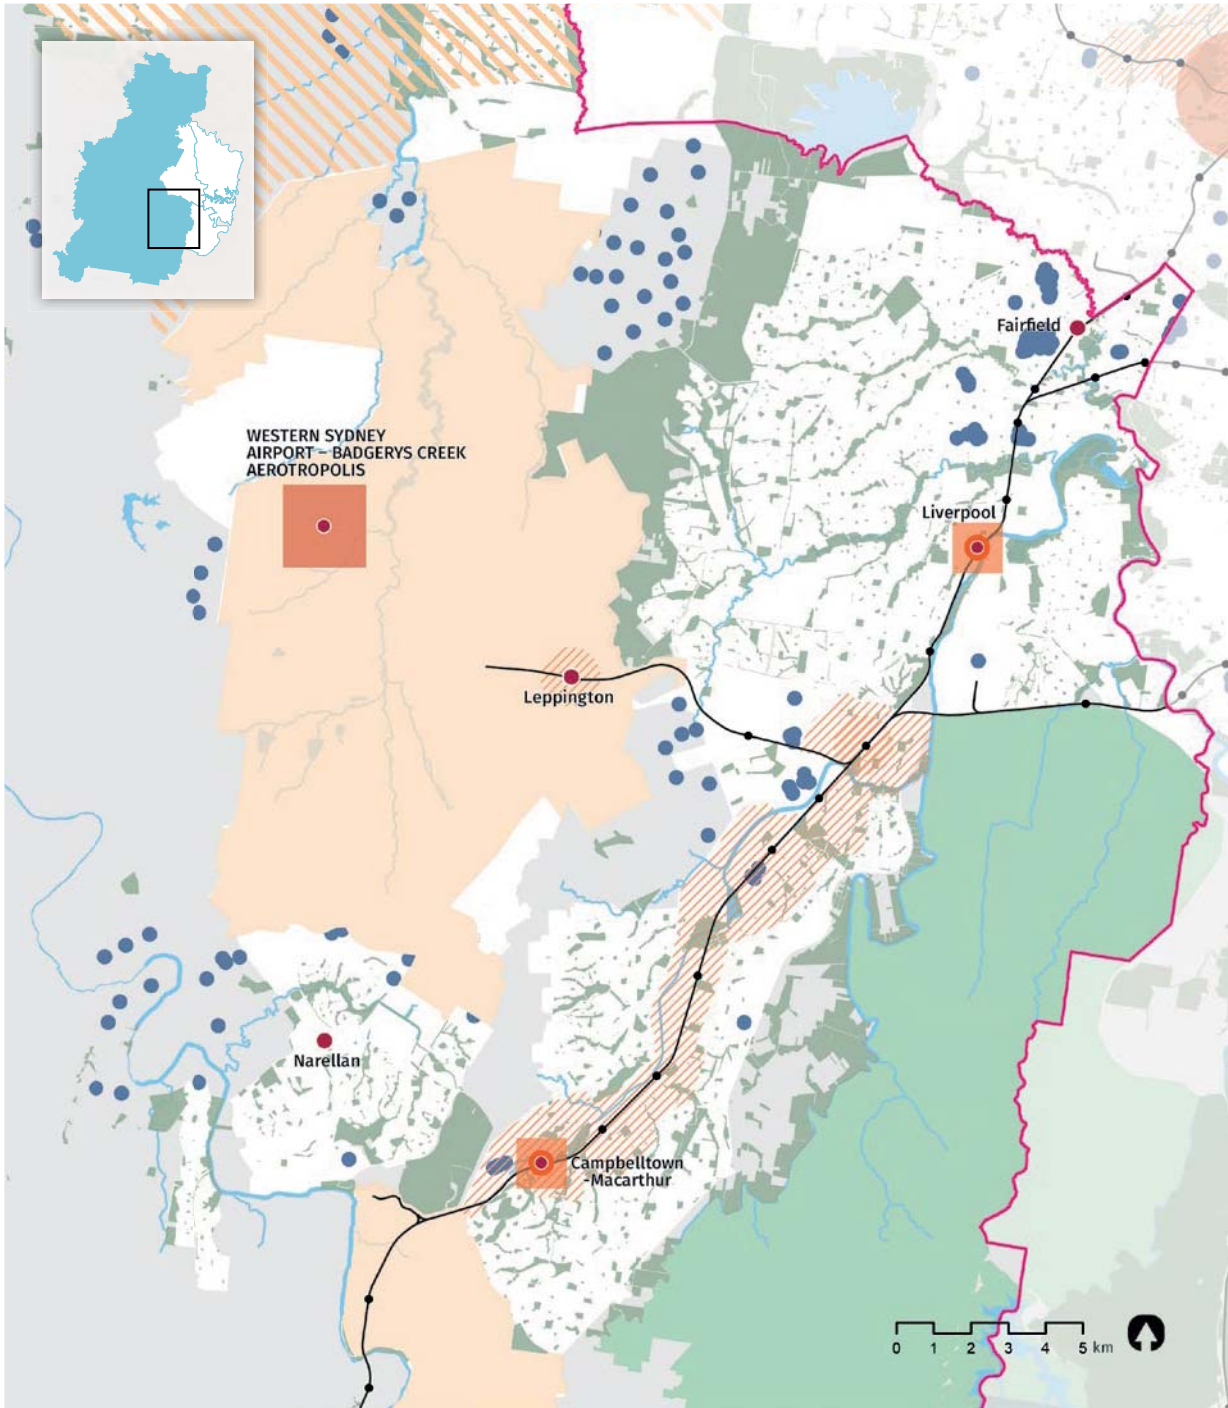 Fairfield
WESTERN SYDNEY
AIRPORT – BADGERYS CREEK
AEROTROPOLIS
Liverpool
Leppington
Narellan
Campbelltown
-Macarthur
0 1 2 3 4 5 km